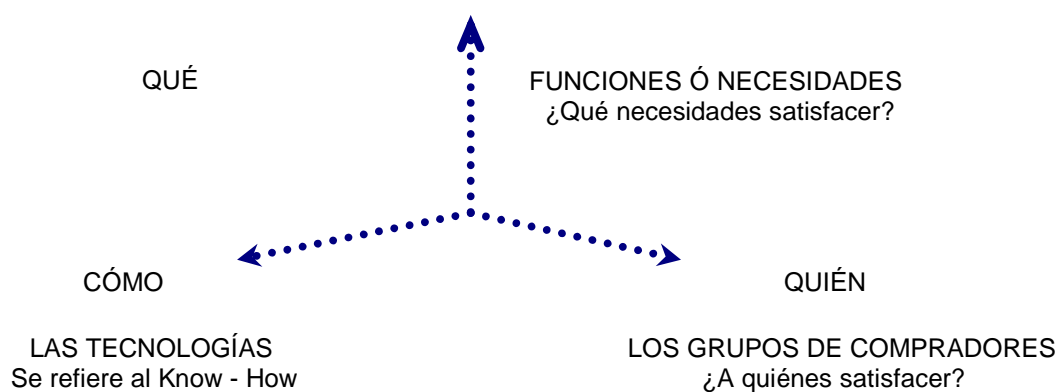 QUÉ
FUNCIONES Ó NECESIDADES
¿Qué necesidades satisfacer?
CÓMO
QUIÉN
LAS TECNOLOGÍAS
Se refiere al Know - How
LOS GRUPOS DE COMPRADORES
¿A quiénes satisfacer?